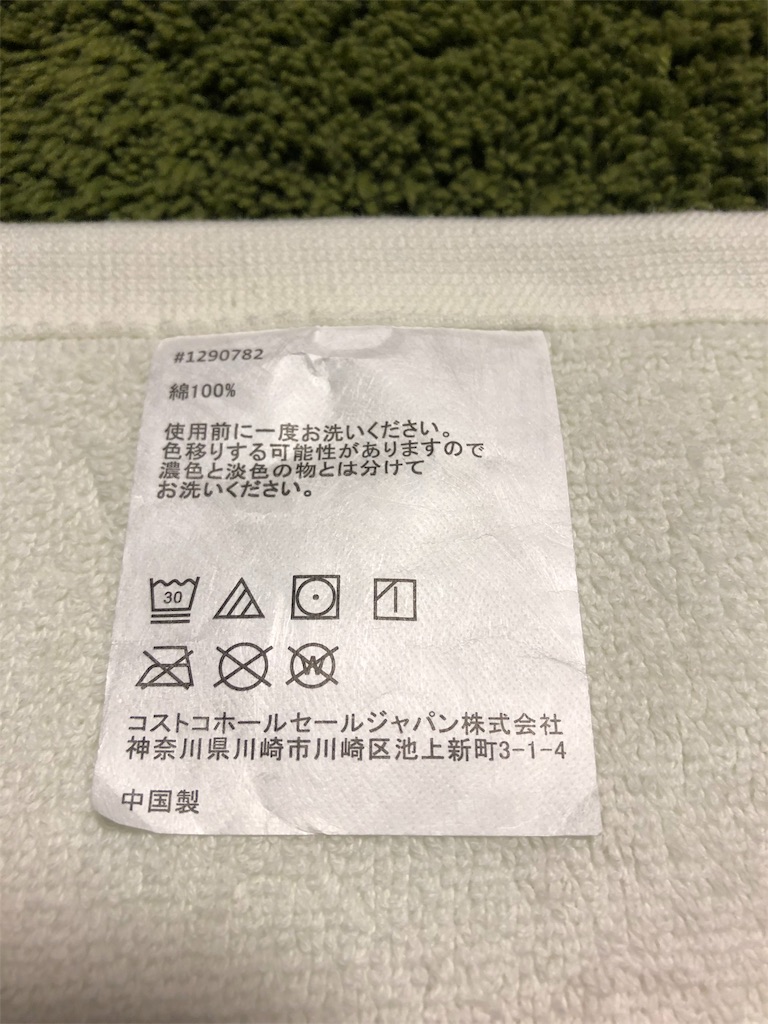 #1290782
綿100%
使用前に一度お洗いください。
色移りする可能性がありますので
濃色と淡色の物とは分けて
お洗いください。
30
W
コストコホールセールジャパン株式会社
神奈川県川崎市川崎区池上新町3-1-4
中国製